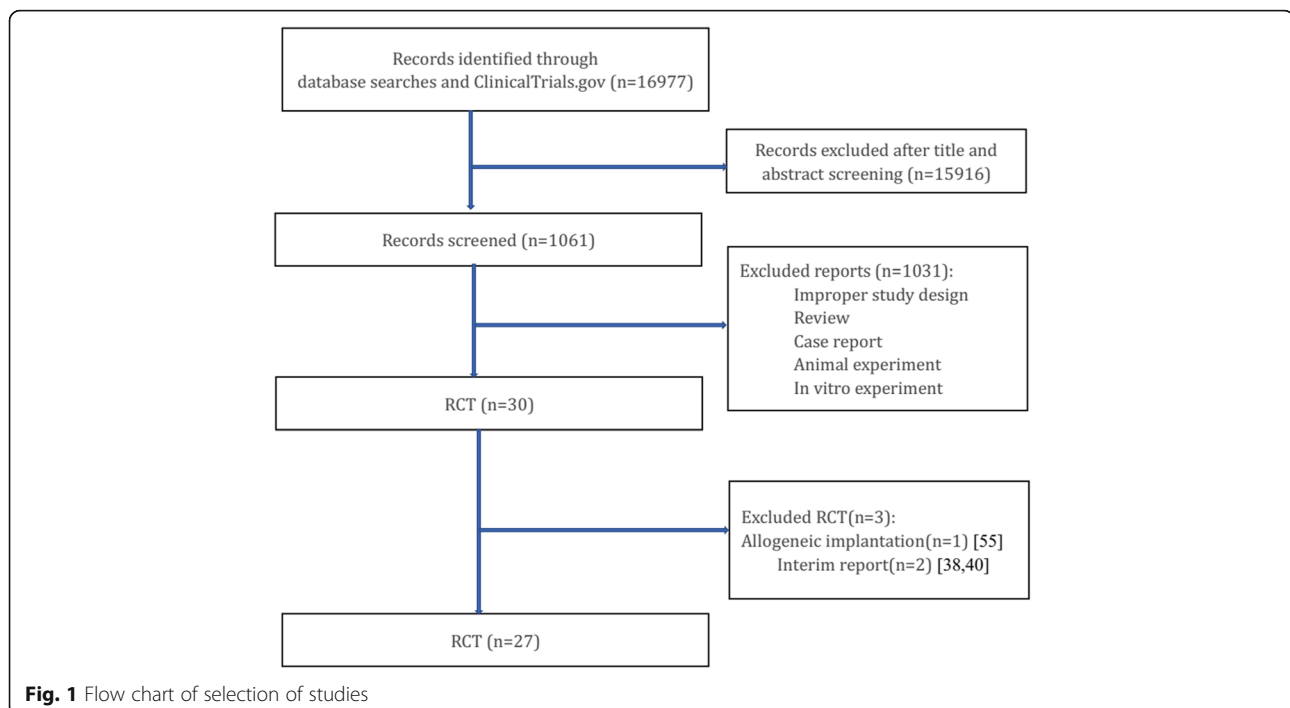 Records identified through
database searches and ClinicalTrials.gov (n=16977)
Records excluded after title and
abstract screening (n=15916)
Records screened (n=1061)
Excluded reports (n=1031):
Improper study design
Review
Case report
Animal experiment
In vitro experiment
RCT (n=30)
Excluded RCT(n=3):
Allogeneic implantation(n=1) [55]
Interim report(n=2) [38,40]
RCT (n=27)
Fig. 1 Flow chart of selection of studies